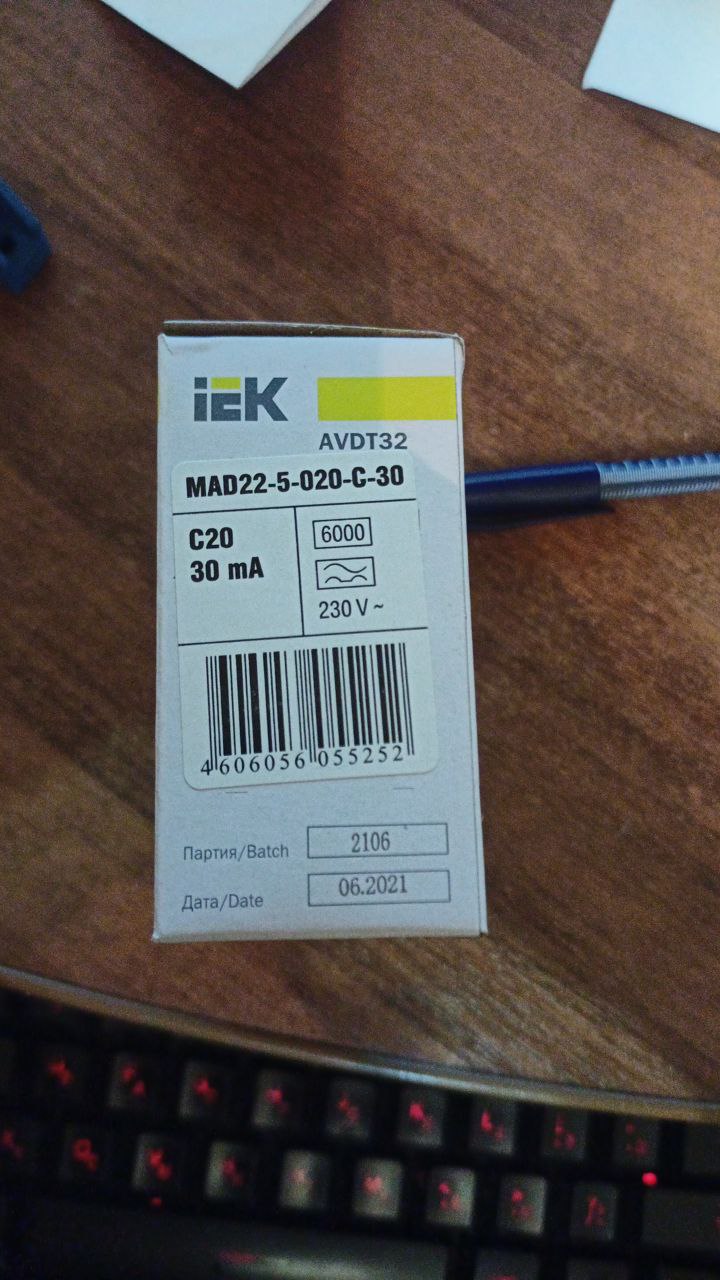 IEK
AVDT32
MAD22-5-020-C-30
C20
30 mA
6000
230 V ~
4 606056 055252
Партия/Batch 2106
Дата/Date 06.2021